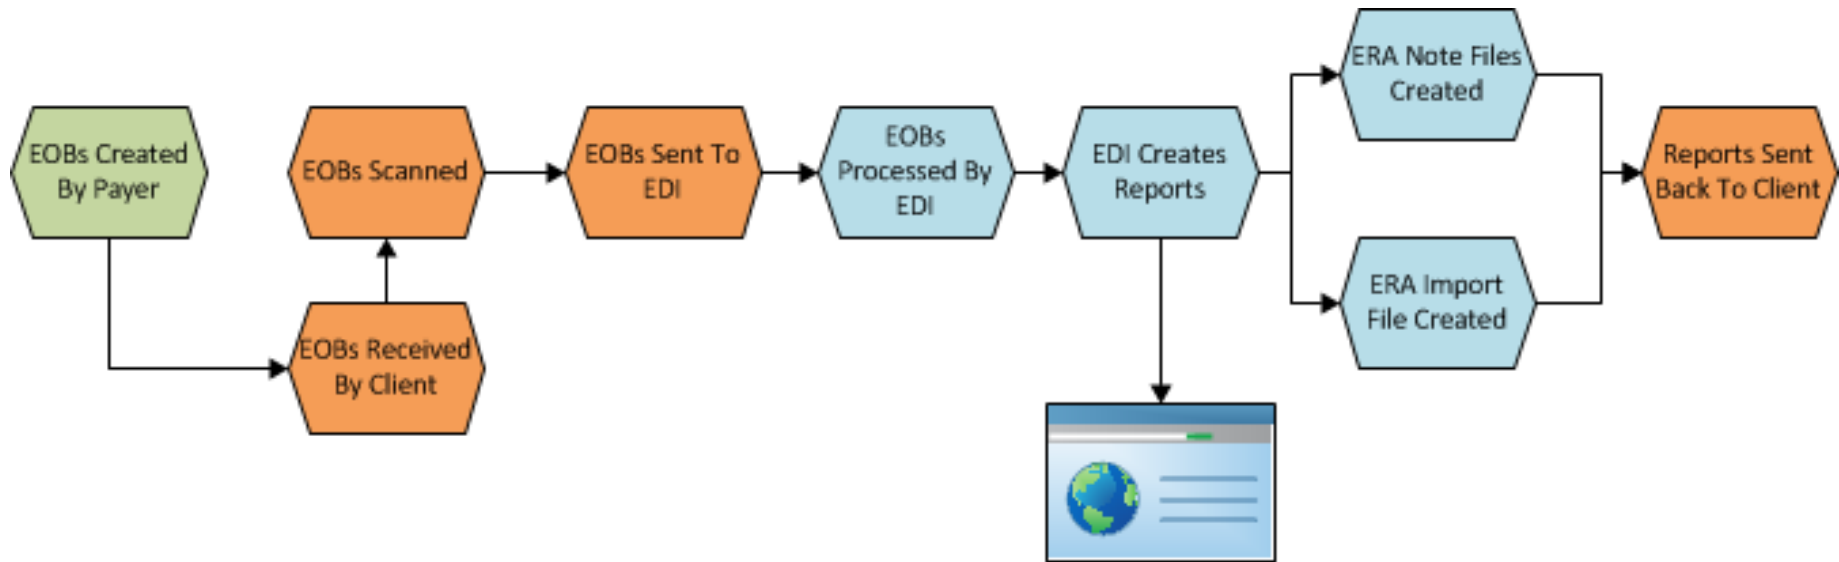 EOBs Created
By Payer
EOBs Received
By Client
EOBs Scanned
EOBs Sent To
EDI
EOBs
Processed By
EDI
EDI Creates
Reports
ERA Note Files
Created
ERA Import
File Created
Reports Sent
Back To Client